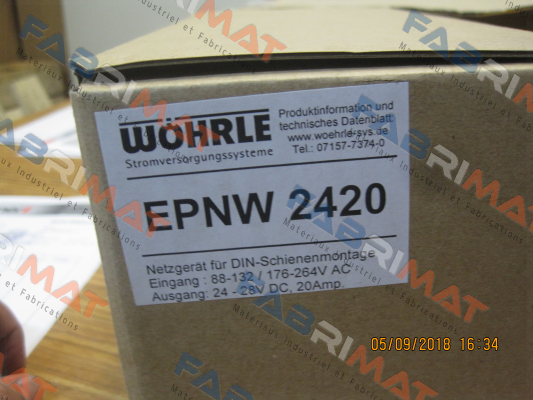 WÖHRLE
Stromversorgungssysteme
Produktinformation und
technisches Datenblatt:
www.woehrle-sys.de
Tel.: 07157-7374-0
EPNW 2420
Netzgerät für DIN-Schienenmontage
Eingang : 88-132 / 176-264V AC
Ausgang: 24 - 28V DC, 20Amp.
05/09/2018 16:34
FABRIMAT
Materiaux Industriel et Fabrications